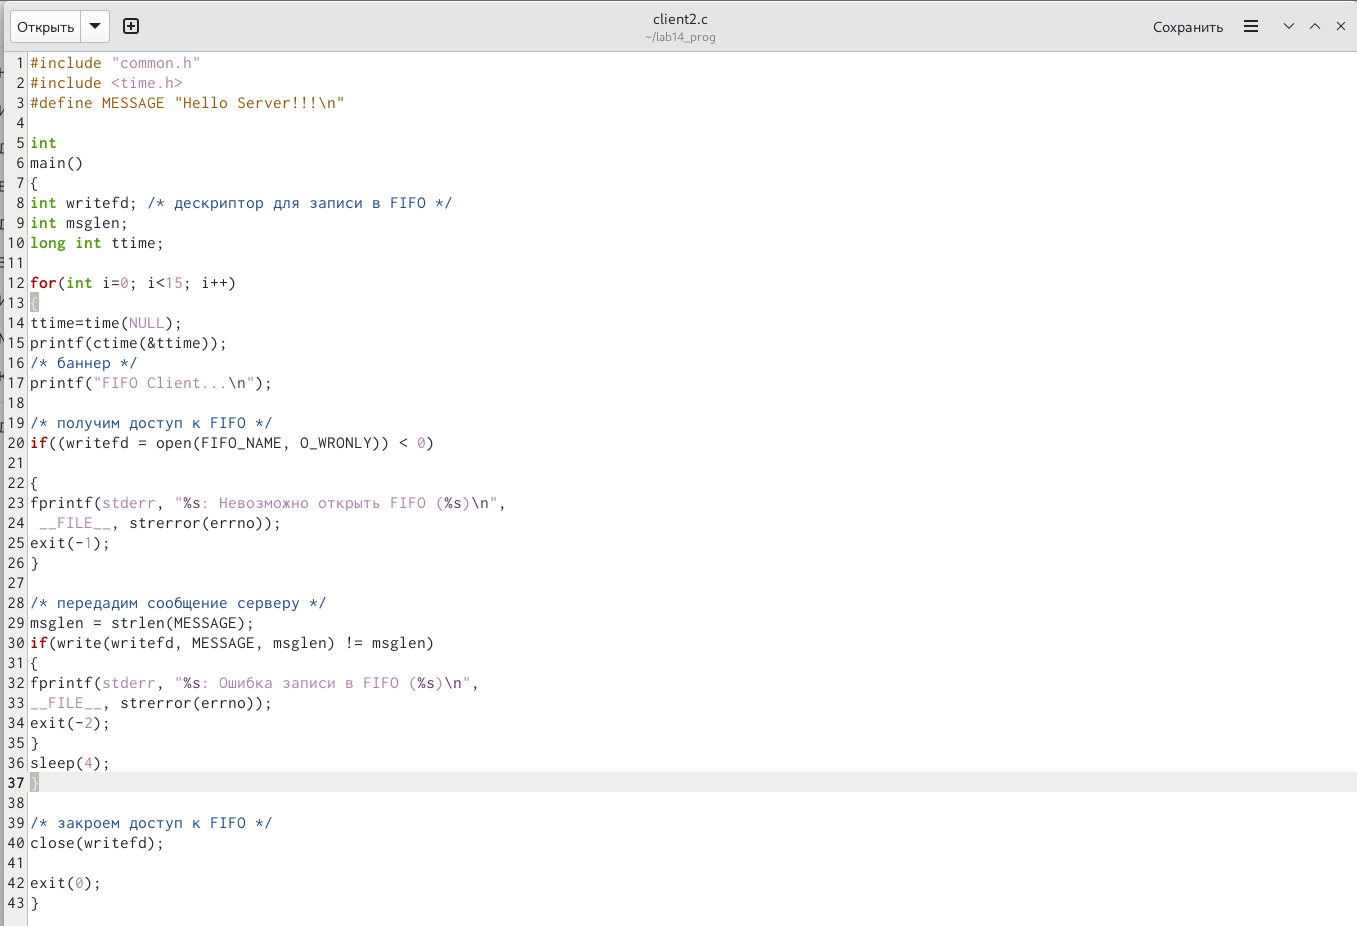 Открыть
client2.c
~/lab14_prog
Сохранить
1 #include "common.h"
2 #include <time.h>
3 #define MESSAGE "Hello Server!!!\n"
4
5 int
6 main()
7 {
8 int writefd; /* дескриптор для записи в FIFO */
9 int msglen;
10 long int ttime;
11
12 for(int i=0; i<15; i++)
13 {
14 ttime=time(NULL);
15 printf(ctime(&ttime));
16 /* баннер */
17 printf("FIFO Client...\n");
18
19 /* получим доступ к FIFO */
20 if((writefd = open(FIFO_NAME, O_WRONLY)) < 0)
21
22 {
23 fprintf(stderr, "%s: Невозможно открыть FIFO (%s)\n",
24  __FILE__, strerror(errno));
25 exit(-1);
26 }
27
28 /* передадим сообщение серверу */
29 msglen = strlen(MESSAGE);
30 if(write(writefd, MESSAGE, msglen) != msglen)
31 {
32 fprintf(stderr, "%s: Ошибка записи в FIFO (%s)\n",
33 __FILE__, strerror(errno));
34 exit(-2);
35 }
36 sleep(4);
37 }
38
39 /* закроем доступ к FIFO */
40 close(writefd);
41
42 exit(0);
43 }